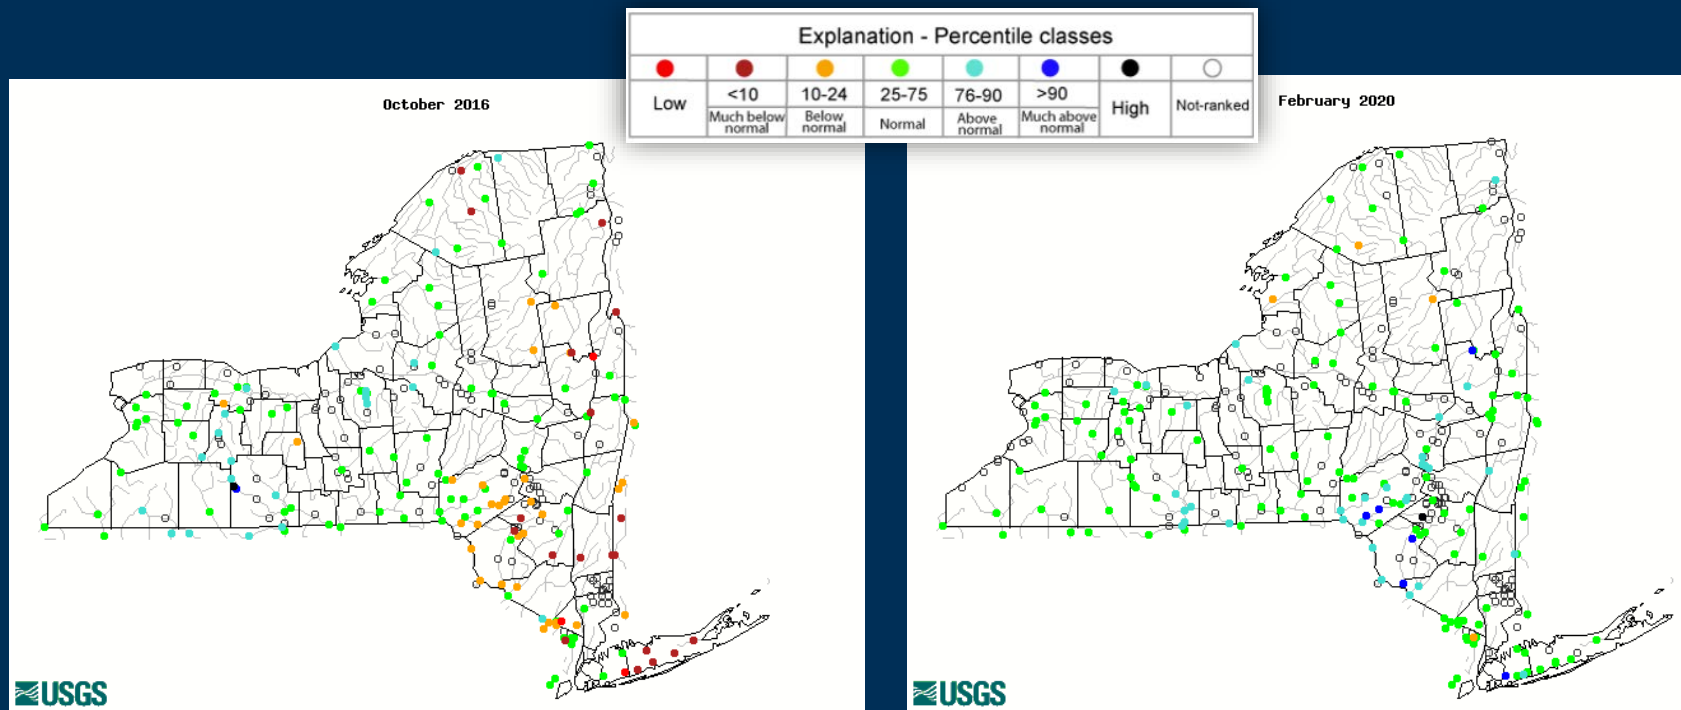 Explanation - Percentile classes
Low
<10
10-24
25-75
76-90
>90
High
Not-ranked
Much below
normal
Below
normal
Normal
Above
normal
Much above
normal
October 2016
February 2020
USGS
USGS